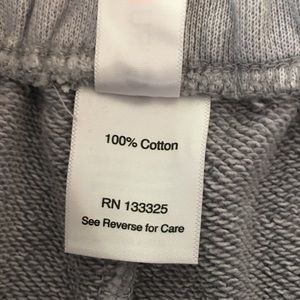 100% Cotton
RN 133325
See Reverse for Care